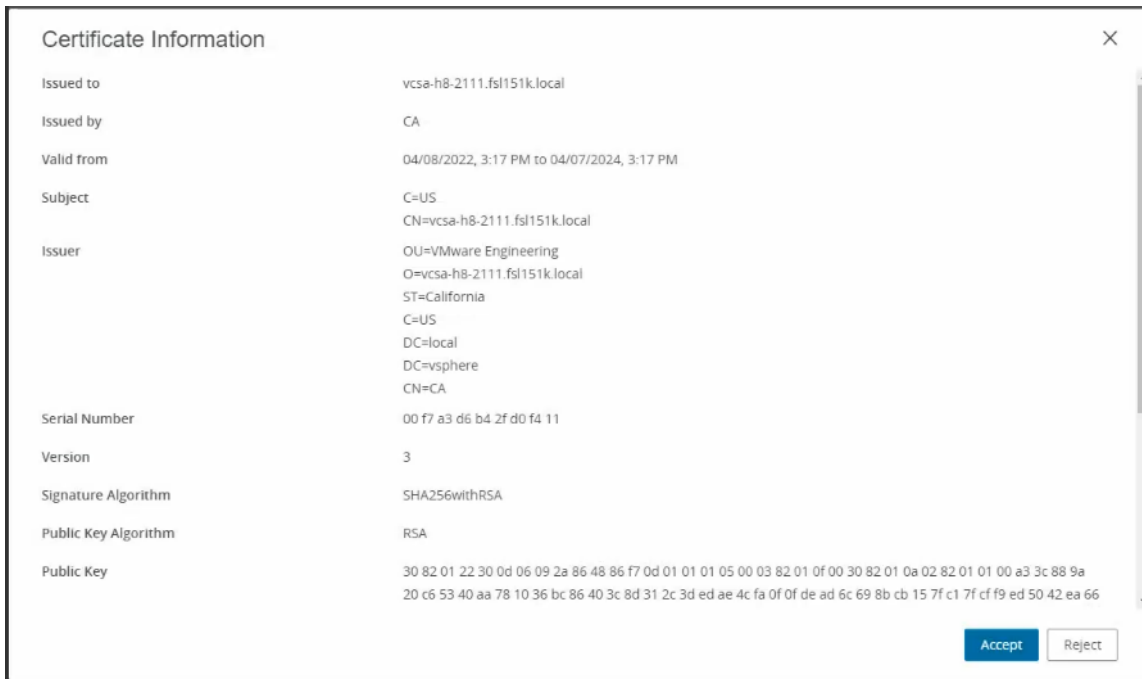 Certificate Information
Issued to vcsa-h8-2111.fsl151k.local
Issued by CA
Valid from 04/08/2022, 3:17 PM to 04/07/2024, 3:17 PM
Subject C=US
CN=vcsa-h8-2111.fsl151k.local
Issuer OU=VMware Engineering
O=vcsa-h8-2111.fsl151k.local
ST=California
C=US
DC=local
DC=vsphere
CN=CA
Serial Number 00 f7 a3 d6 b4 2f d0 f4 11
Version 3
Signature Algorithm SHA256withRSA
Public Key Algorithm RSA
Public Key 30 82 01 22 30 0d 06 09 2a 86 48 86 f7 0d 01 01 01 05 00 03 82 01 0f 00 30 82 01 0a 02 82 01 01 00 a3 3c 88 9a
20 c6 53 40 aa 78 10 36 bc 86 40 3c 8d 31 2c 3d ed ae 4c fa 0f 0f de ad 6c 69 8b cb 15 7f c1 7f cf f9 ed 50 42 ea 66
Accept Reject